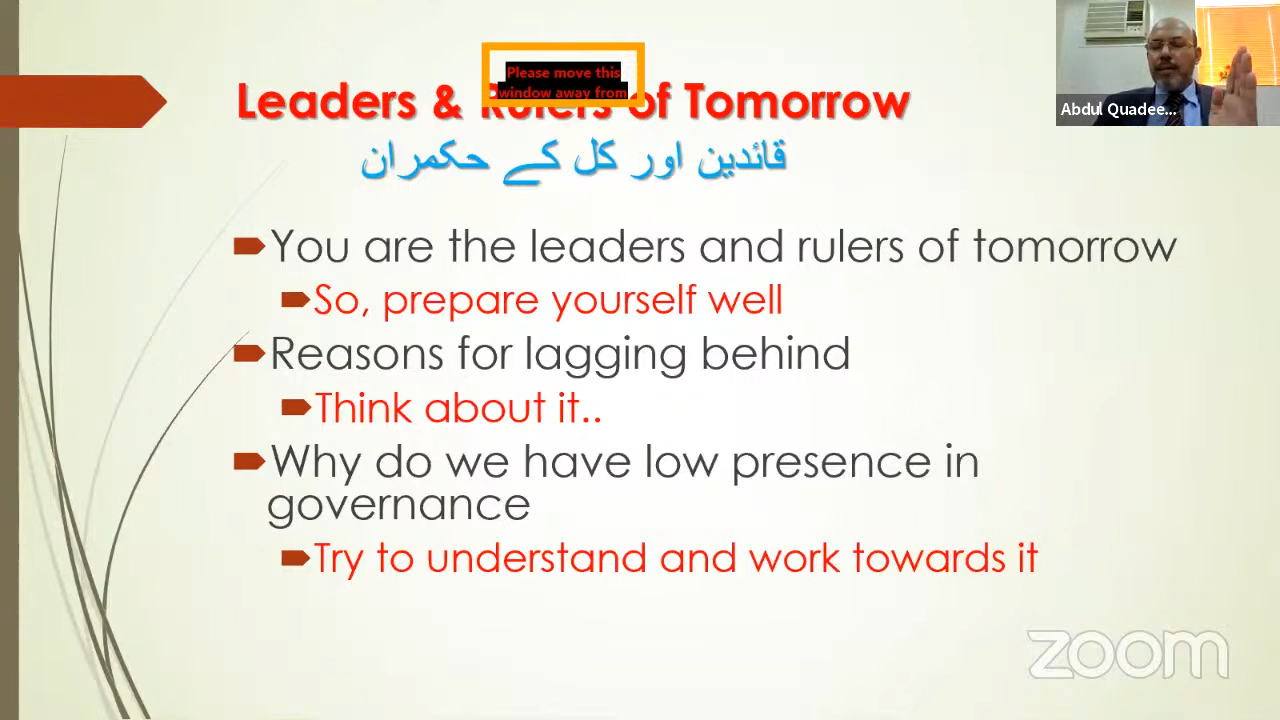 Please move this
window away from
Leaders & Rulers of Tomorrow
قائدین اور کل کے حکمران
Abdul Quadee...
You are the leaders and rulers of tomorrow
So, prepare yourself well
Reasons for lagging behind
Think about it..
Why do we have low presence in
governance
Try to understand and work towards it
zoom